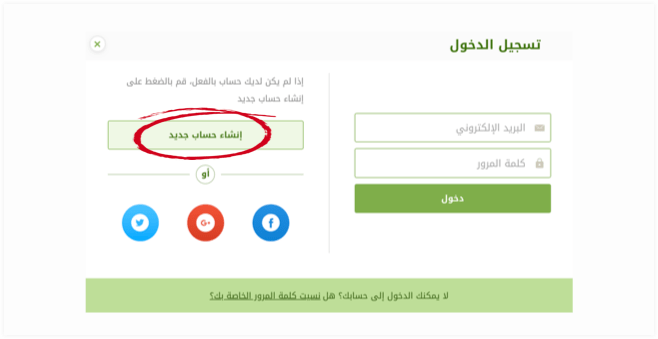 تسجيل الدخول
البريد الإلكتروني
كلمة المرور
دخول
إذا لم يكن لديك حساب بالفعل، قم بالضغط على
إنشاء حساب جديد
إنشاء حساب جديد
أو
لا يمكنك الدخول إلى حسابك؟ هل نسيت كلمة المرور الخاصة بك؟